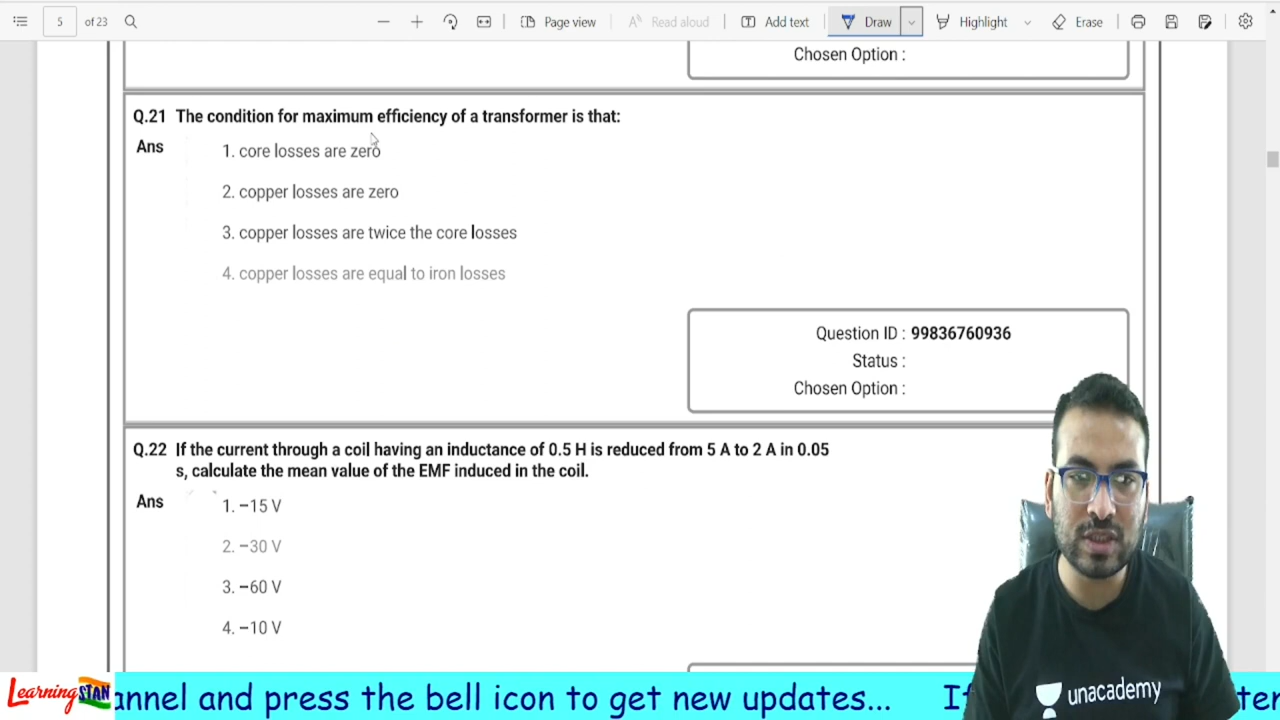 5 of 23 Page view Read aloud Add text Draw Highlight Erase
Chosen Option :
Q.21 The condition for maximum efficiency of a transformer is that:
Ans
1. core losses are zero
2. copper losses are zero
3. copper losses are twice the core losses
4. copper losses are equal to iron losses
Question ID : 99836760936
Status :
Chosen Option :
Q.22 If the current through a coil having an inductance of 0.5 H is reduced from 5 A to 2 A in 0.05
s, calculate the mean value of the EMF induced in the coil.
Ans
1. −15 V
2. −30 V
3. −60 V
4. −10 V
unacademy
Learning STAN
annel and press the bell icon to get new updates...